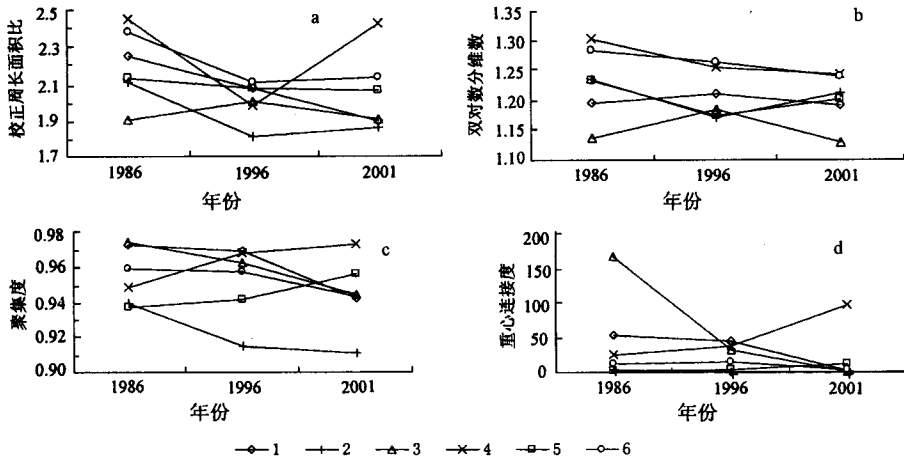 a
校正周长面积比
2.5
2.3
2.1
1.9
1.7
1986 1996 2001
年份
b
双对数分维数
1.35
1.30
1.25
1.20
1.15
1.10
1986 1996 2001
年份
c
聚集度
0.98
0.96
0.94
0.92
0.90
1986 1996 2001
年份
d
重心连接度
200
150
100
50
0
1986 1996 2001
年份
1 2 3 4 5 6